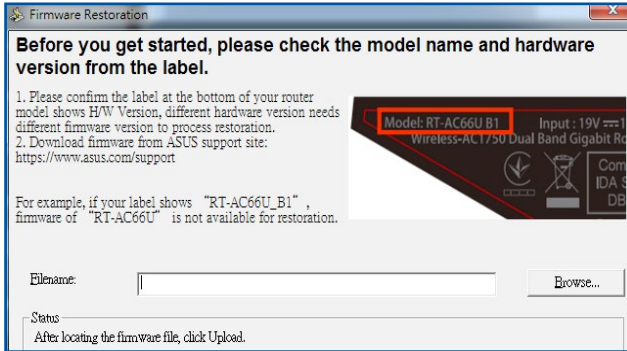 Firmware Restoration
Before you get started, please check the model name and hardware
version from the label.
1. Please confirm the label at the bottom of your router
model shows H/W Version, different hardware version needs
different firmware version to process restoration.
2. Download firmware from ASUS support site:
https://www.asus.com/support
For example, if your label shows “RT-AC66U_B1”,
firmware of “RT-AC66U” is not available for restoration.
Model: RT-AC66U B1 Input : 19V
Wireless-AC1750 Dual Band Gigabit
Com
IDA S
DB
Filename:
Browse...
Status
After locating the firmware file, click Upload.